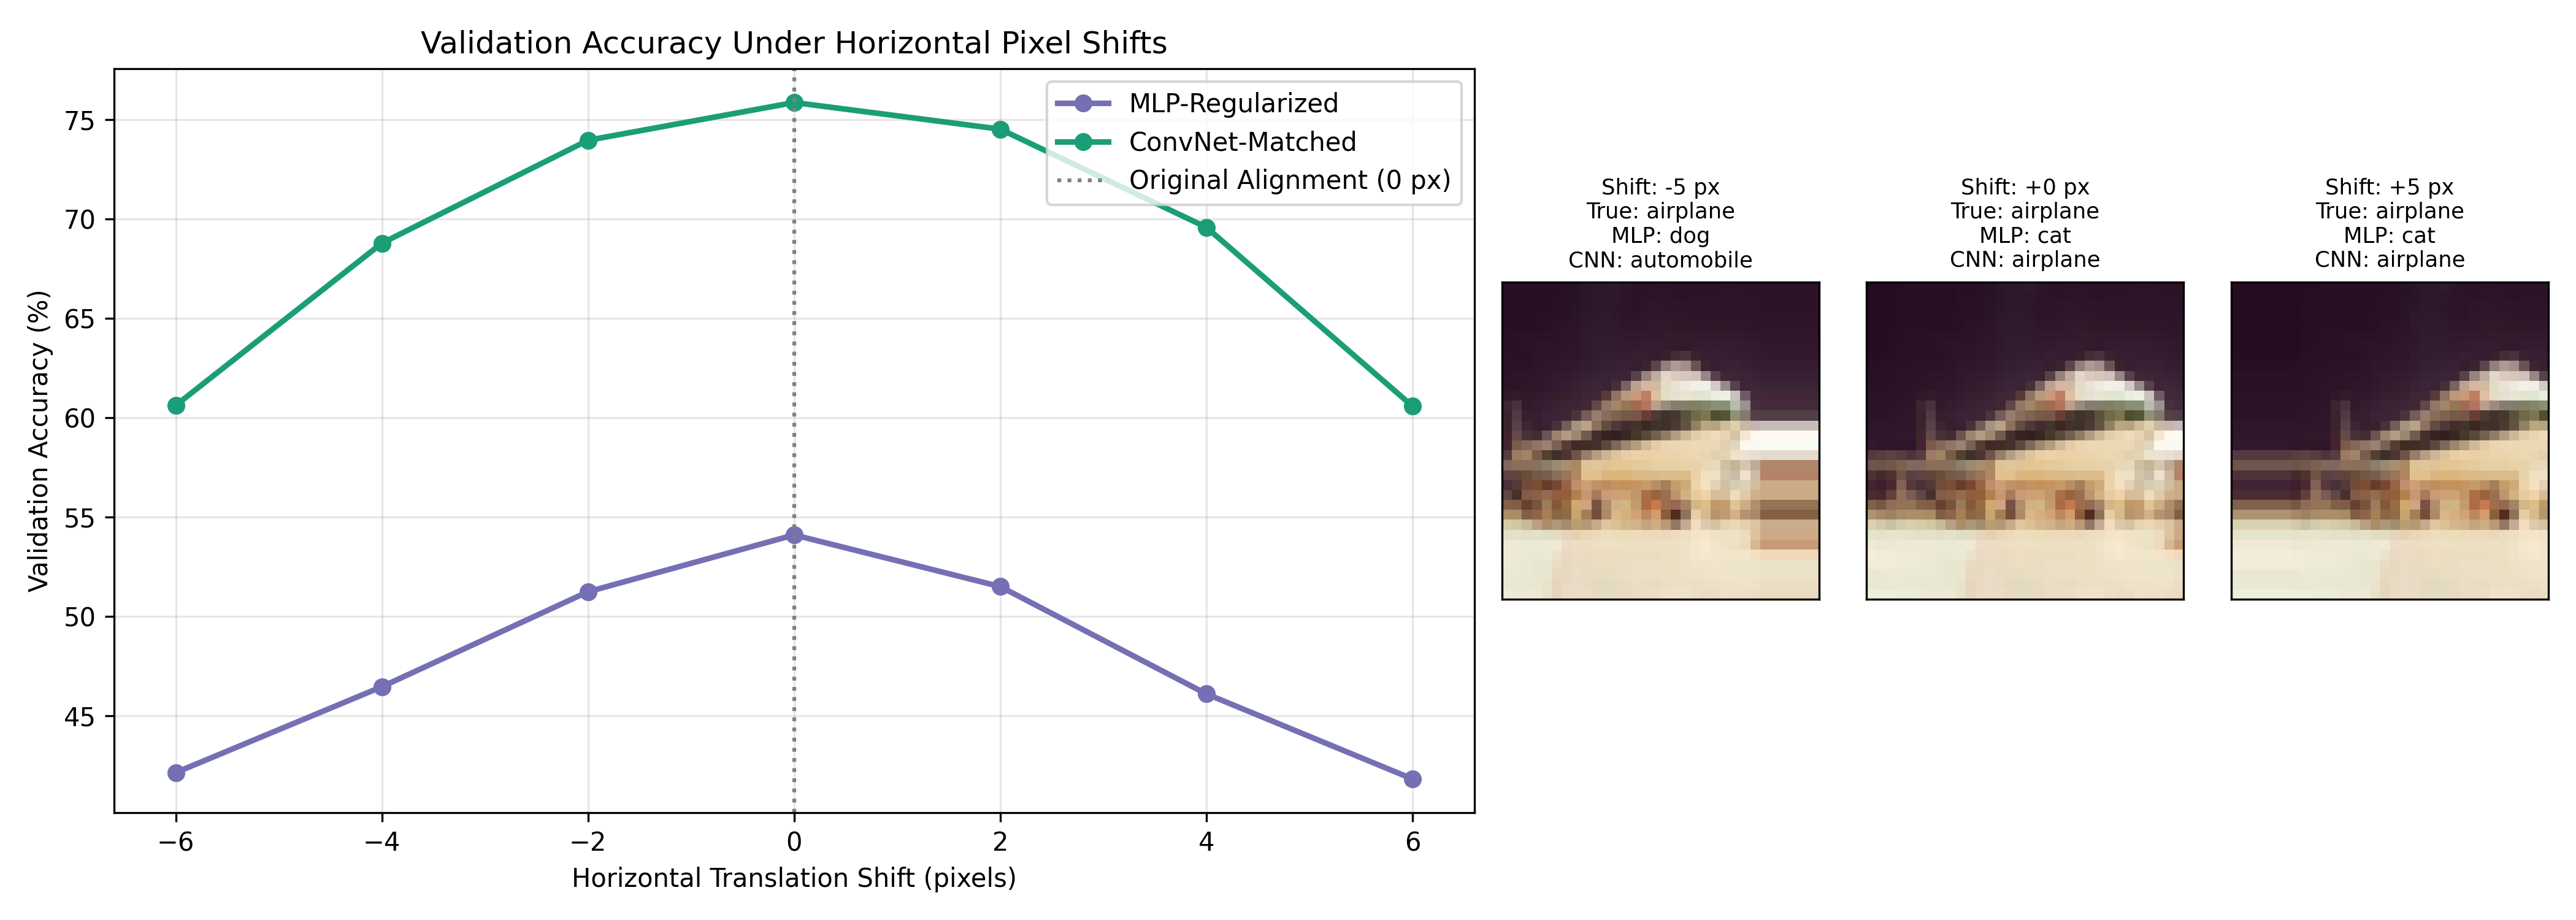 Validation Accuracy Under Horizontal Pixel Shifts
MLP-Regularized
ConvNet-Matched
Original Alignment (0 px)
Validation Accuracy (%)
75
70
65
60
55
50
45
−6
−4
−2
0
2
4
6
Horizontal Translation Shift (pixels)
Shift: -5 px
True: airplane
MLP: dog
CNN: automobile
Shift: +0 px
True: airplane
MLP: cat
CNN: airplane
Shift: +5 px
True: airplane
MLP: cat
CNN: airplane